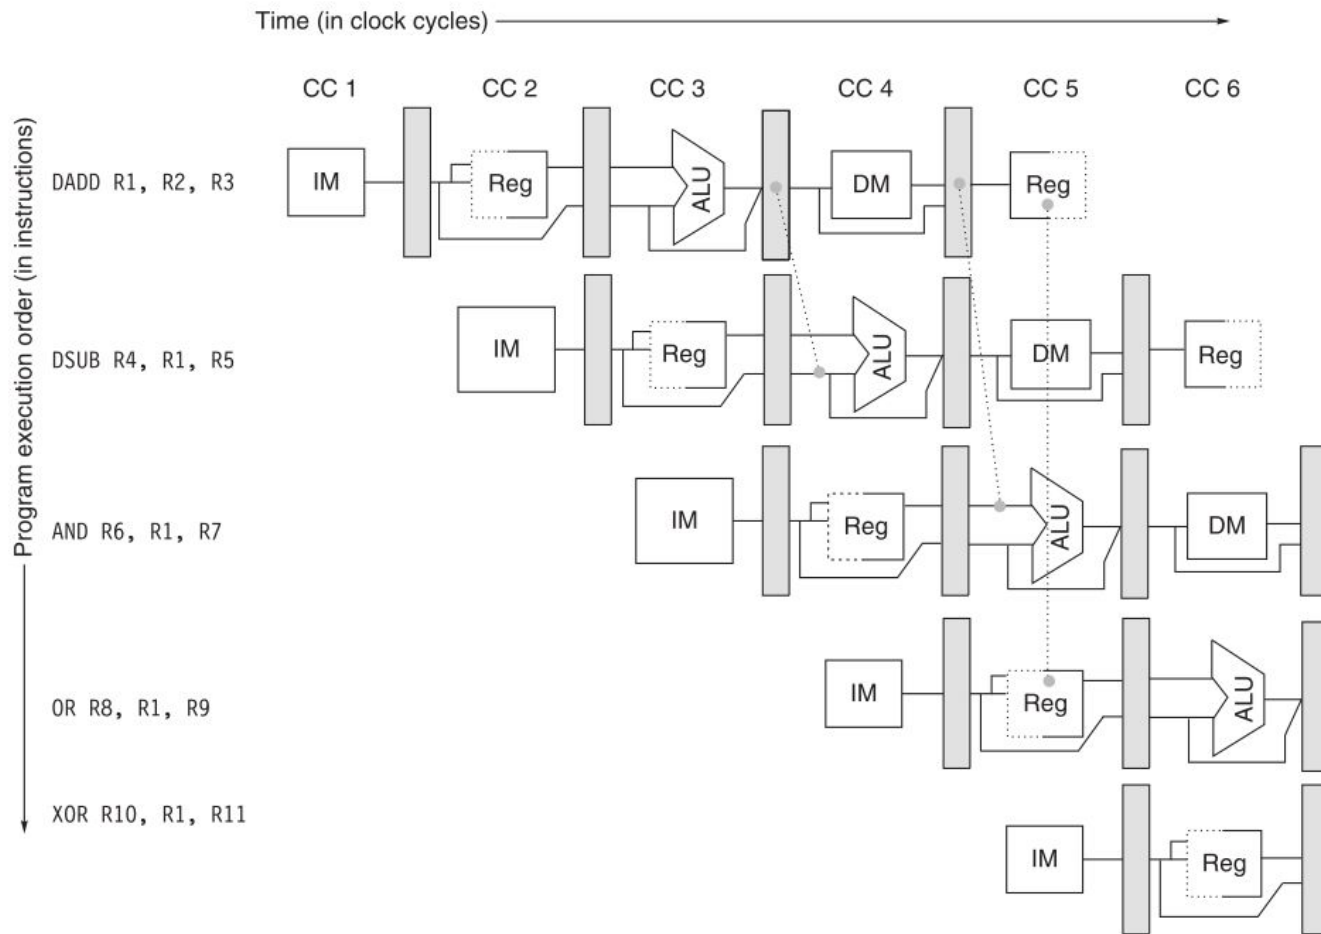 Time (in clock cycles)
CC 1 CC 2 CC 3 CC 4 CC 5 CC 6
Program execution order (in instructions)
DADD R1, R2, R3
IM Reg ALU DM Reg
DSUB R4, R1, R5
IM Reg ALU DM Reg
AND R6, R1, R7
IM Reg ALU DM
OR R8, R1, R9
IM Reg ALU
XOR R10, R1, R11
IM Reg